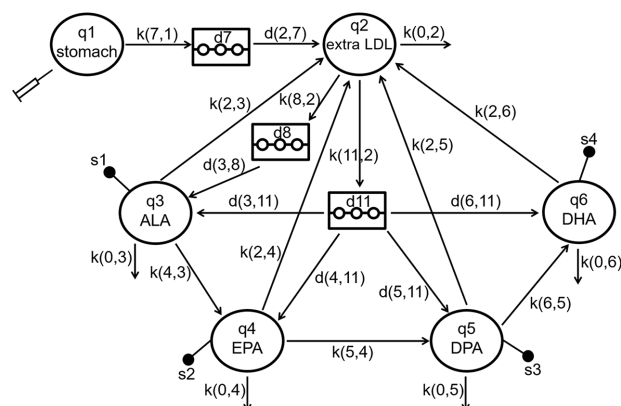 q1
stomach
k(7,1)
d7
d(2,7)
q2
extra LDL
k(0,2)
k(2,3)
k(8,2)
d8
d(3,8)
k(11,2)
k(2,5)
k(2,6)
s4
s1
q3
ALA
d(3,11)
d11
d(6,11)
q6
DHA
k(0,3)
k(4,3)
k(2,4)
d(4,11)
d(5,11)
k(6,5)
k(0,6)
q4
EPA
k(5,4)
q5
DPA
s2
s3
k(0,4)
k(0,5)